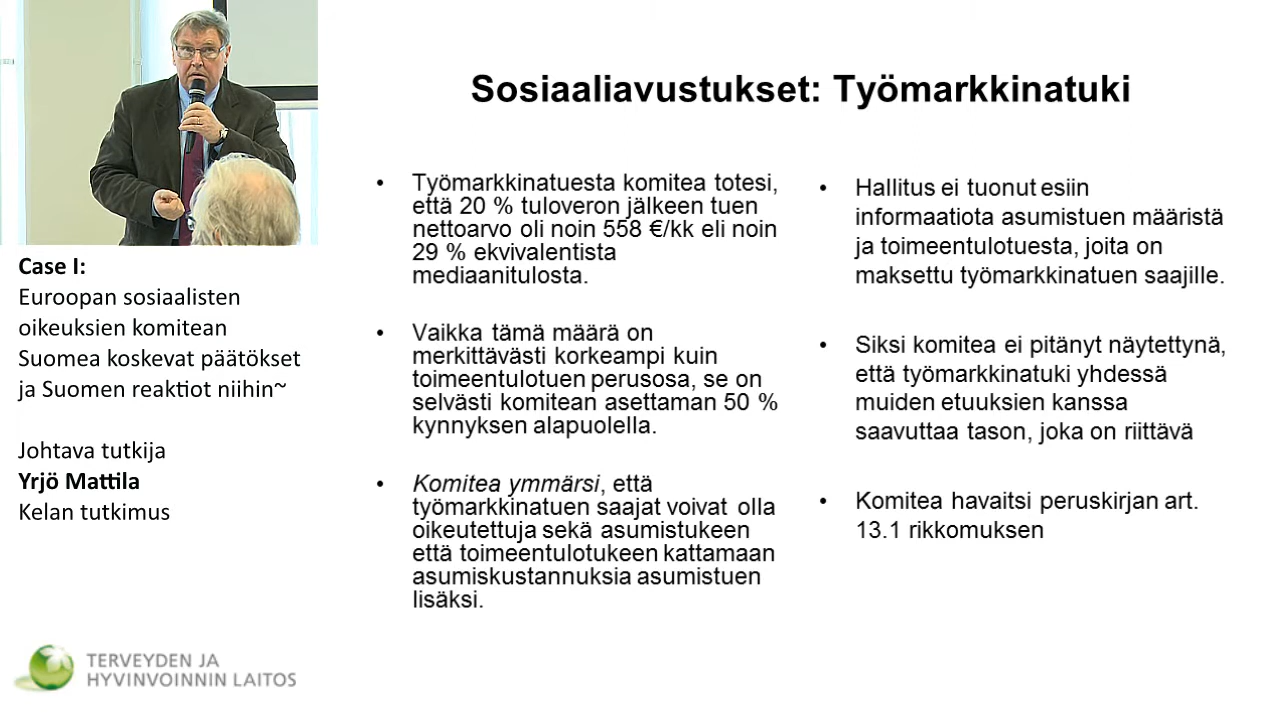 Sosiaaliavustukset: Työmarkkinatuki
• Työmarkkinatuesta komitea totesi,
että 20 % tuloveron jälkeen tuen
nettoarvo oli noin 558 €/kk eli noin
29 % ekvivalentista
mediaanitulosta.
• Vaikka tämä määrä on
merkittävästi korkeampi kuin
toimeentulotuen perusosa, se on
selvästi komitean asettaman 50 %
kynnyksen alapuolella.
• Komitea ymmärsi, että
työmarkkinatuen saajat voivat olla
oikeutettuja sekä asumistukeen
että toimeentulotukeen kattamaan
asumiskustannuksia asumistuen
lisäksi.
• Hallitus ei tuonut esiin
informaatiota asumistuen määristä
ja toimeentulotuesta, joita on
maksettu työmarkkinatuen saajille.
• Siksi komitea ei pitänyt näytettynä,
että työmarkkinatuki yhdessä
muiden etuuksien kanssa
saavuttaa tason, joka on riittävä
• Komitea havaitsi peruskirjan art.
13.1 rikkomuksen
Case I:
Euroopan sosiaalisten
oikeuksien komitean
Suomea koskevat päätökset
ja Suomen reaktiot niihin~
Johtava tutkija
Yrjö Mattila
Kelan tutkimus
TERVEYDEN JA
HYVINVOINNIN LAITOS